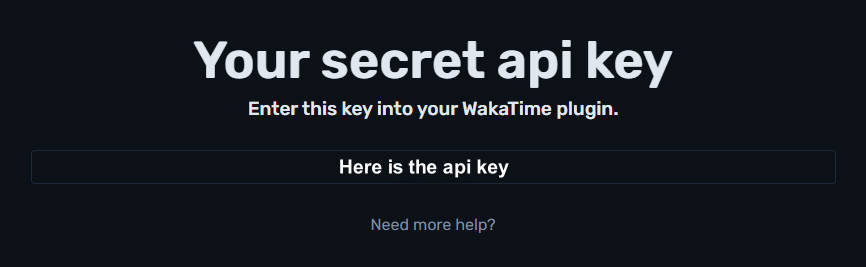 Your secret api key
Enter this key into your WakaTime plugin.
Here is the api key
Need more help?